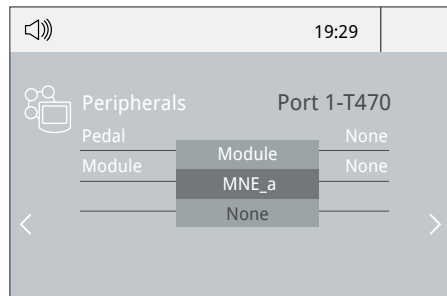 19:29
Peripherals Port 1-T470
Pedal None
Module None
Module
MNE_a
None